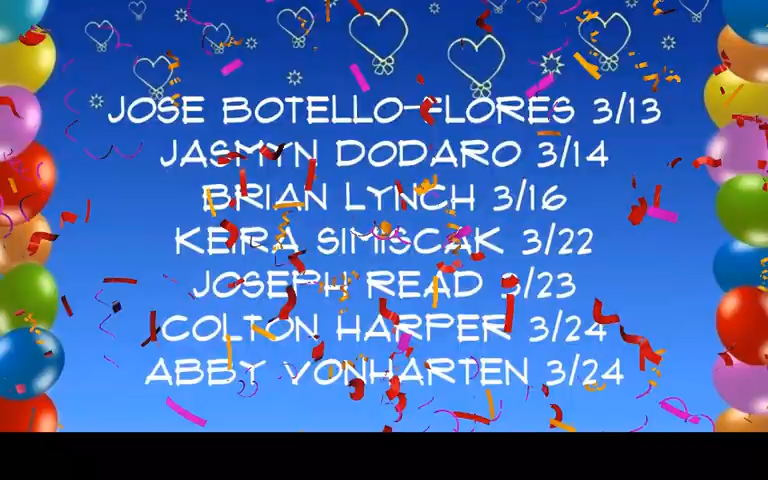 JOSE BOTELLO-FLORES 3/13
JASMYN DODARO 3/14
BRIAN LYNCH 3/16
KEIRA SIMISCAK 3/22
JOSEPH READ 3/23
COLTON HARPER 3/24
ABBY VONHARTEN 3/24